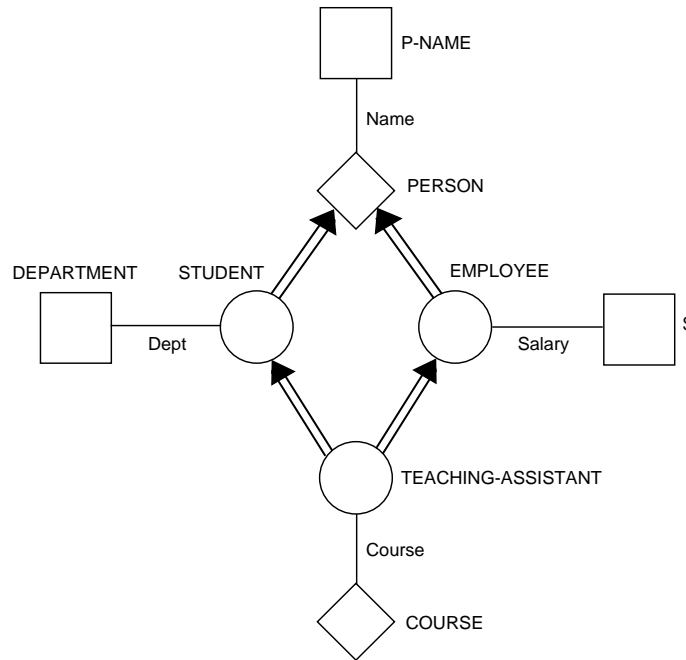 P-NAME
Name
PERSON
DEPARTMENT
STUDENT
EMPLOYEE
Dept
Salary
TEACHING-ASSISTANT
Course
COURSE